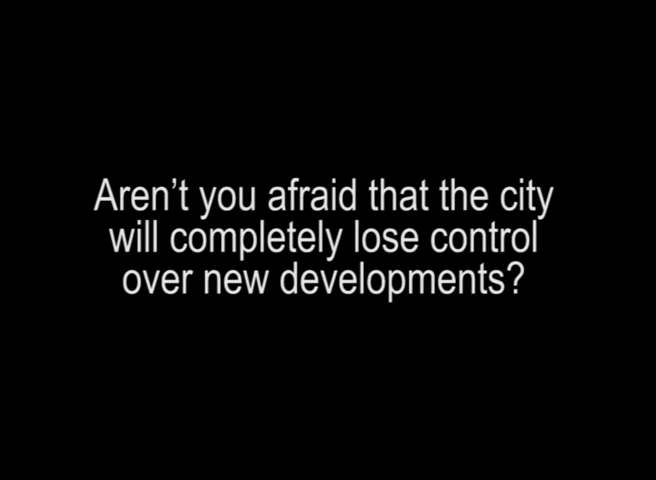 Aren’t you afraid that the city
will completely lose control
over new developments?